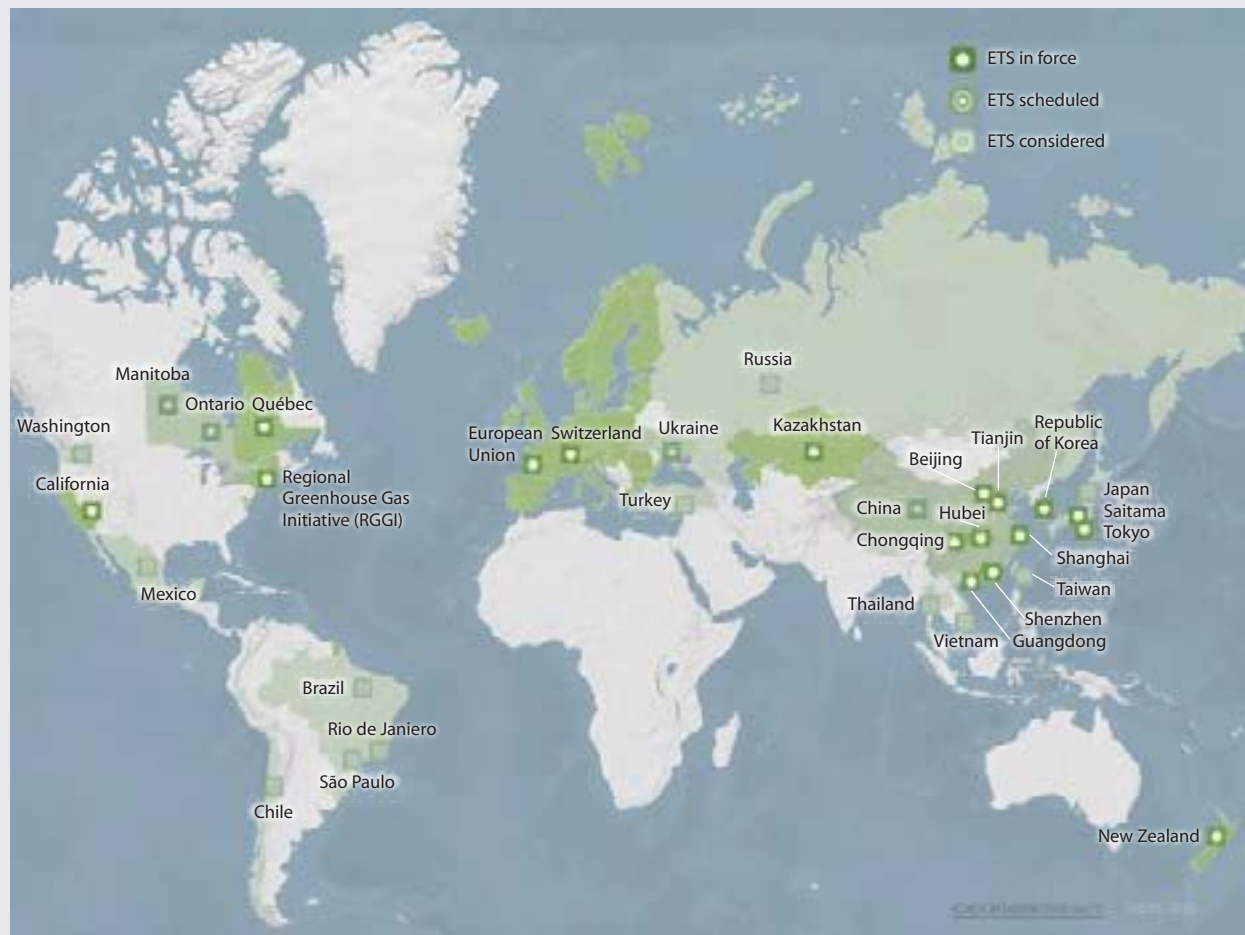 ETS in force
ETS scheduled
ETS considered
Manitoba
Ontario
Québec
Washington
California
Regional
Greenhouse Gas
Initiative (RGGI)
Mexico
Brazil
Rio de Janiero
São Paulo
Chile
European
Union
Switzerland
Ukraine
Russia
Kazakhstan
Turkey
Republic
of Korea
Tianjin
Beijing
China
Hubei
Chongqing
Japan
Saitama
Tokyo
Shanghai
Taiwan
Thailand
Shenzhen
Vietnam
Guangdong
New Zealand